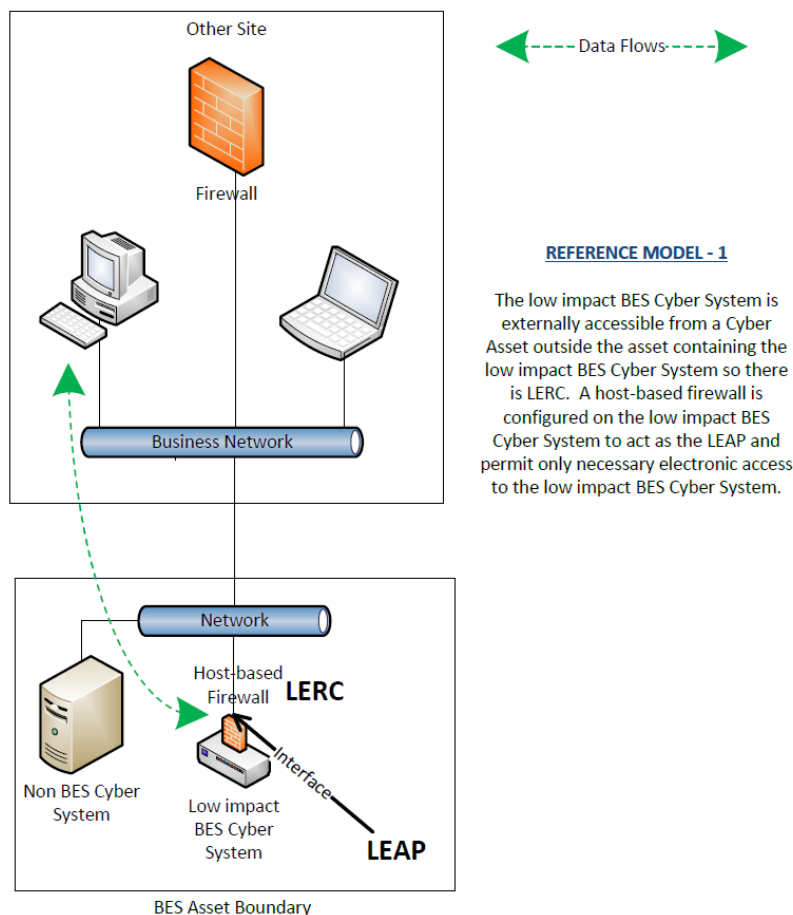 Other Site
Data Flows
Firewall
REFERENCE MODEL - 1
The low impact BES Cyber System is
externally accessible from a Cyber
Asset outside the asset containing the
low impact BES Cyber System so there
is LERC. A host-based firewall is
configured on the low impact BES
Cyber System to act as the LEAP and
permit only necessary electronic access
to the low impact BES Cyber System.
Business Network
Network
Host-based
Firewall
LERC
Interface
Non BES Cyber
System
Low impact
BES Cyber
System
LEAP
BES Asset Boundary